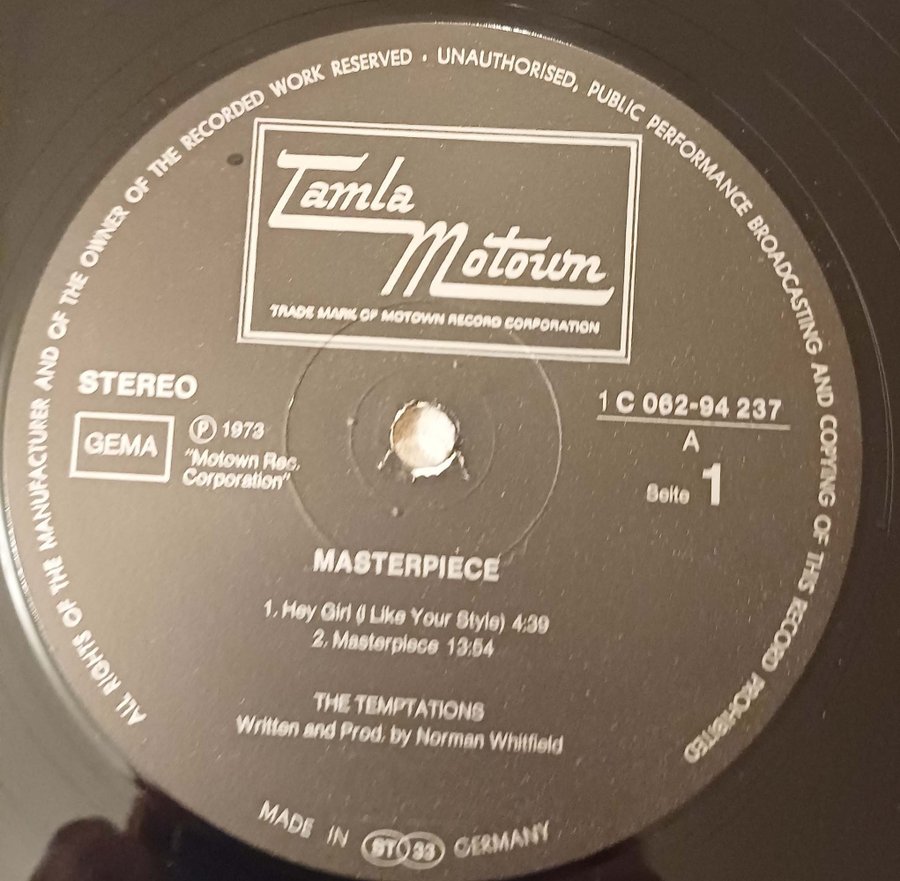 ALL RIGHTS OF THE MANUFACTURER AND OF THE OWNER OF THE RECORDED WORK RESERVED · UNAUTHORISED, PUBLIC PERFORMANCE BROADCASTING AND COPYING OF THIS RECORD PROHIBITED
Tamla
Motown
TRADE MARK OF MOTOWN RECORD CORPORATION
STEREO
GEMA
℗ 1973
"Motown Rec.
Corporation"
1 C 062-94 237
A
Seite 1
MASTERPIECE
1. Hey Girl (I Like Your Style) 4:39
2. Masterpiece 13:54
THE TEMPTATIONS
Written and Prod. by Norman Whitfield
MADE IN ST 33 GERMANY